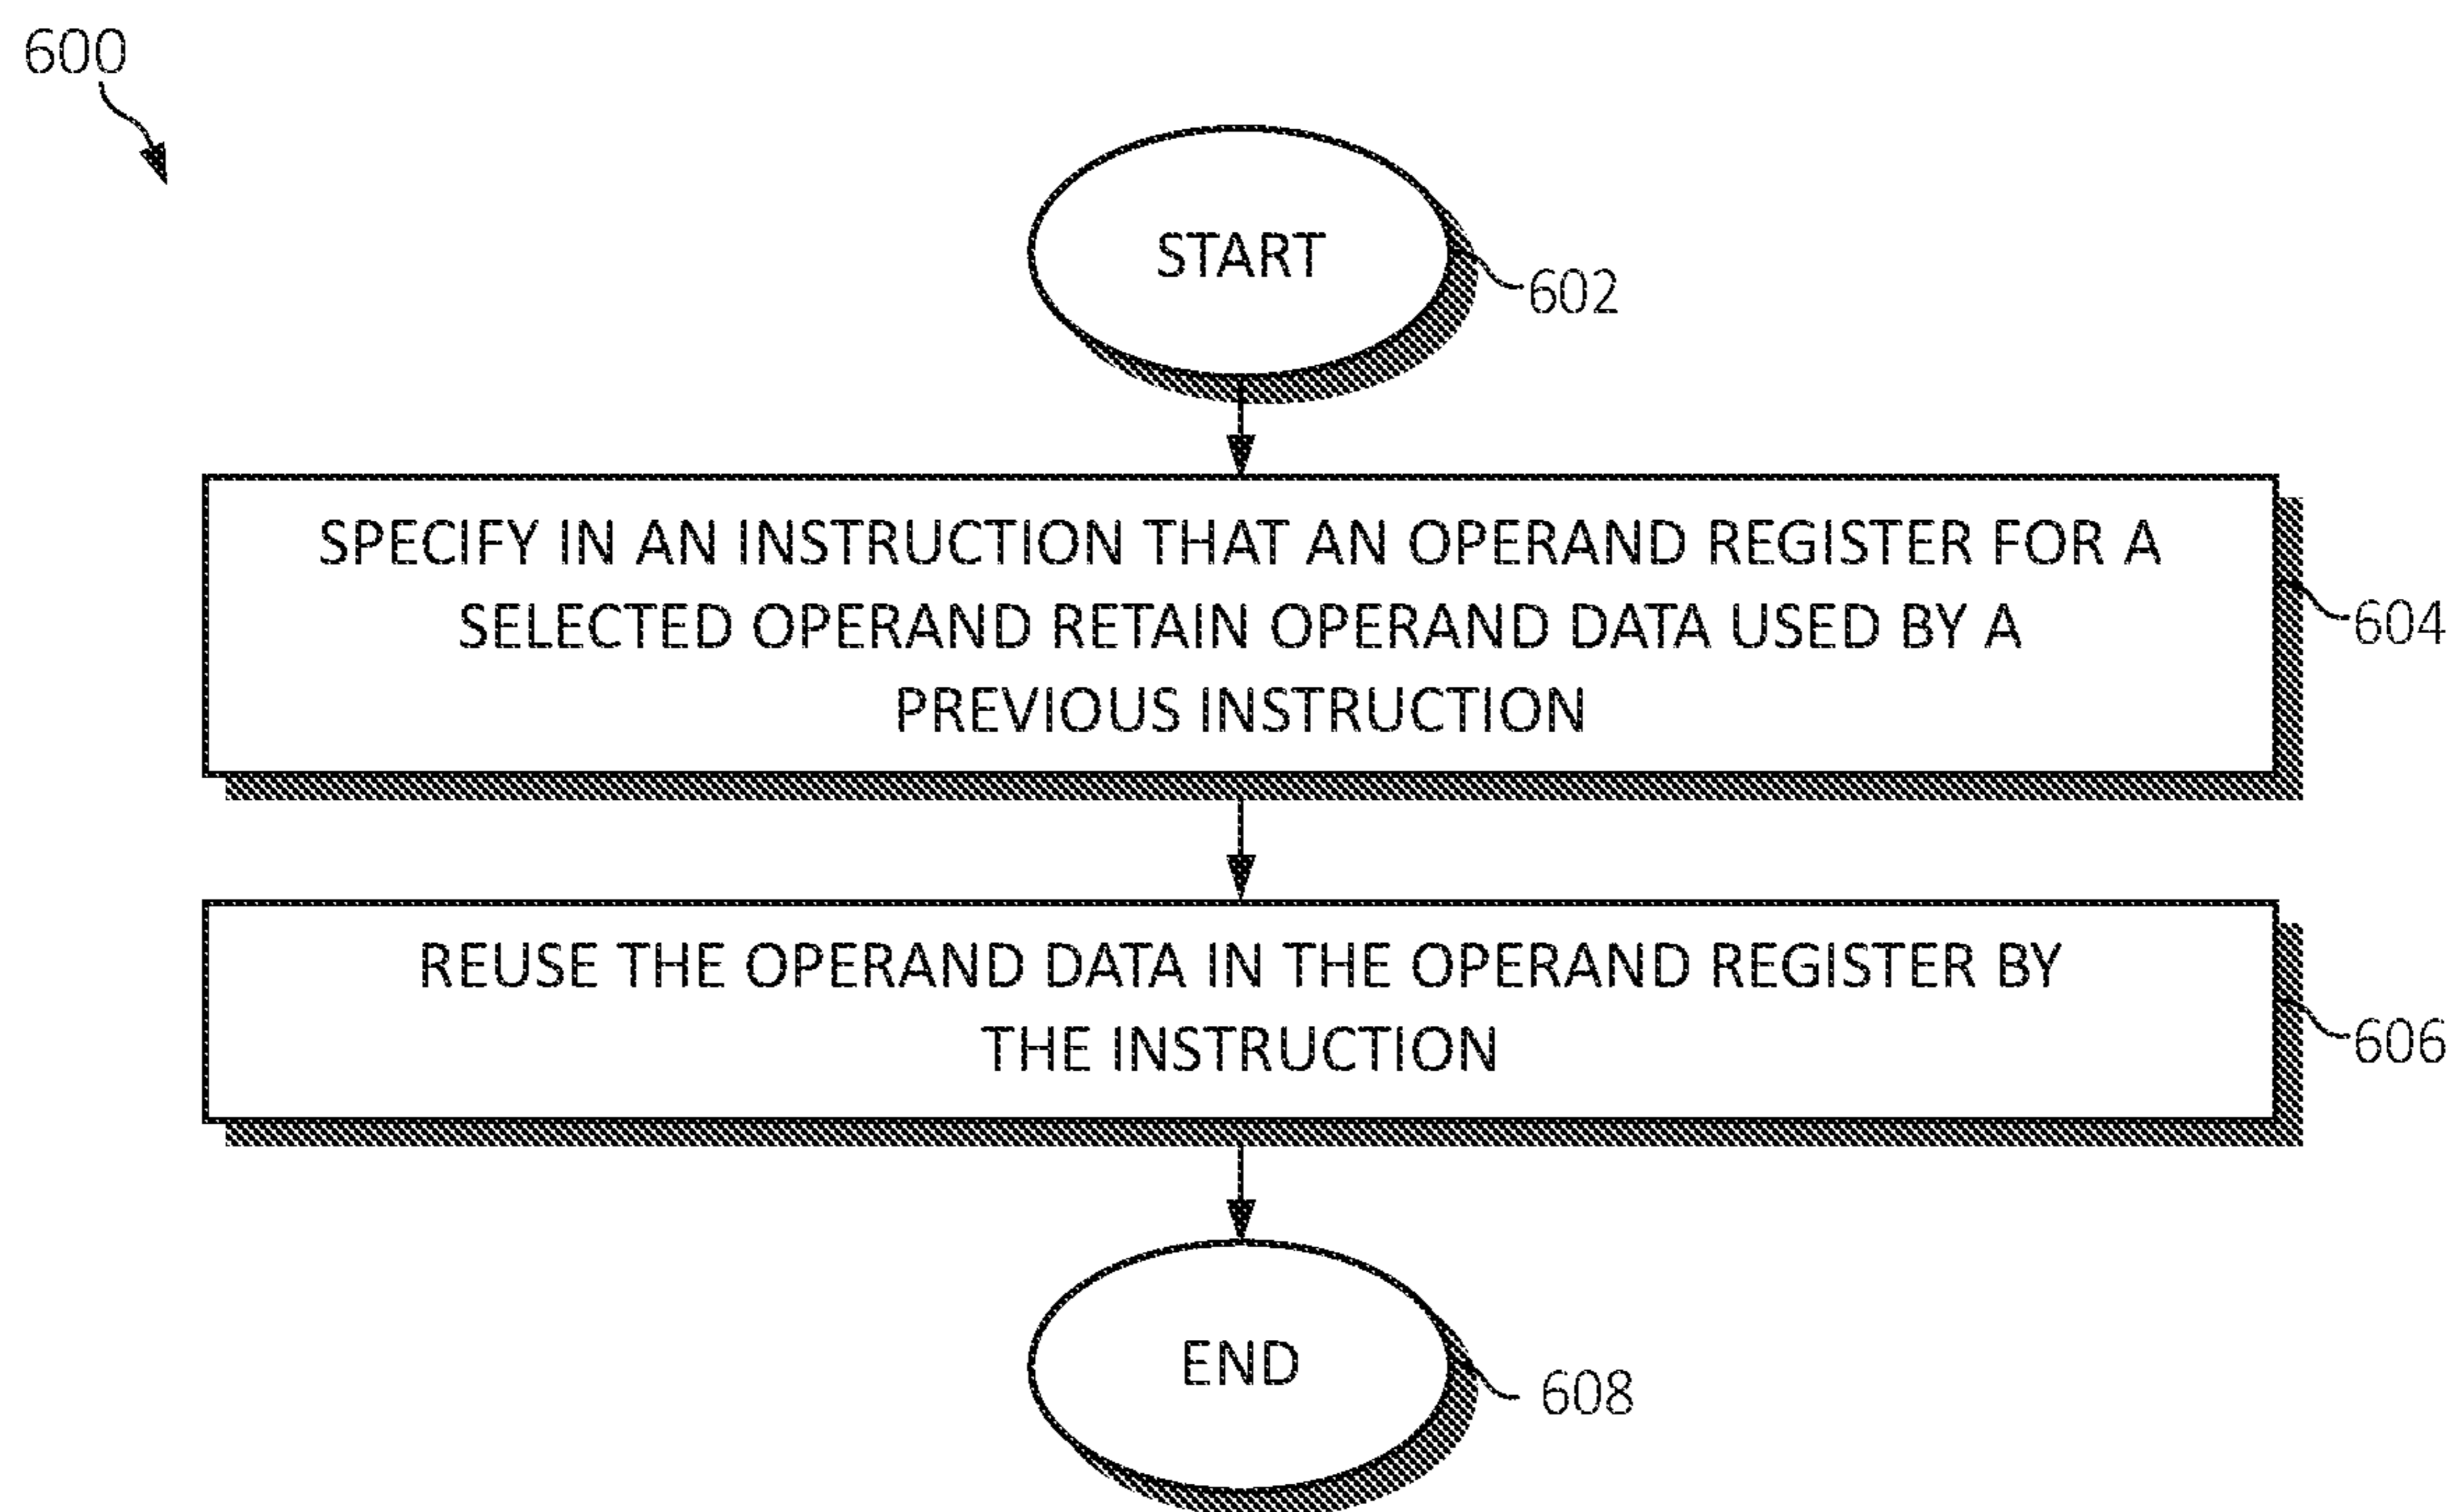 600
START
602
SPECIFY IN AN INSTRUCTION THAT AN OPERAND REGISTER FOR A
SELECTED OPERAND RETAIN OPERAND DATA USED BY A
PREVIOUS INSTRUCTION
604
REUSE THE OPERAND DATA IN THE OPERAND REGISTER BY
THE INSTRUCTION
606
END
608